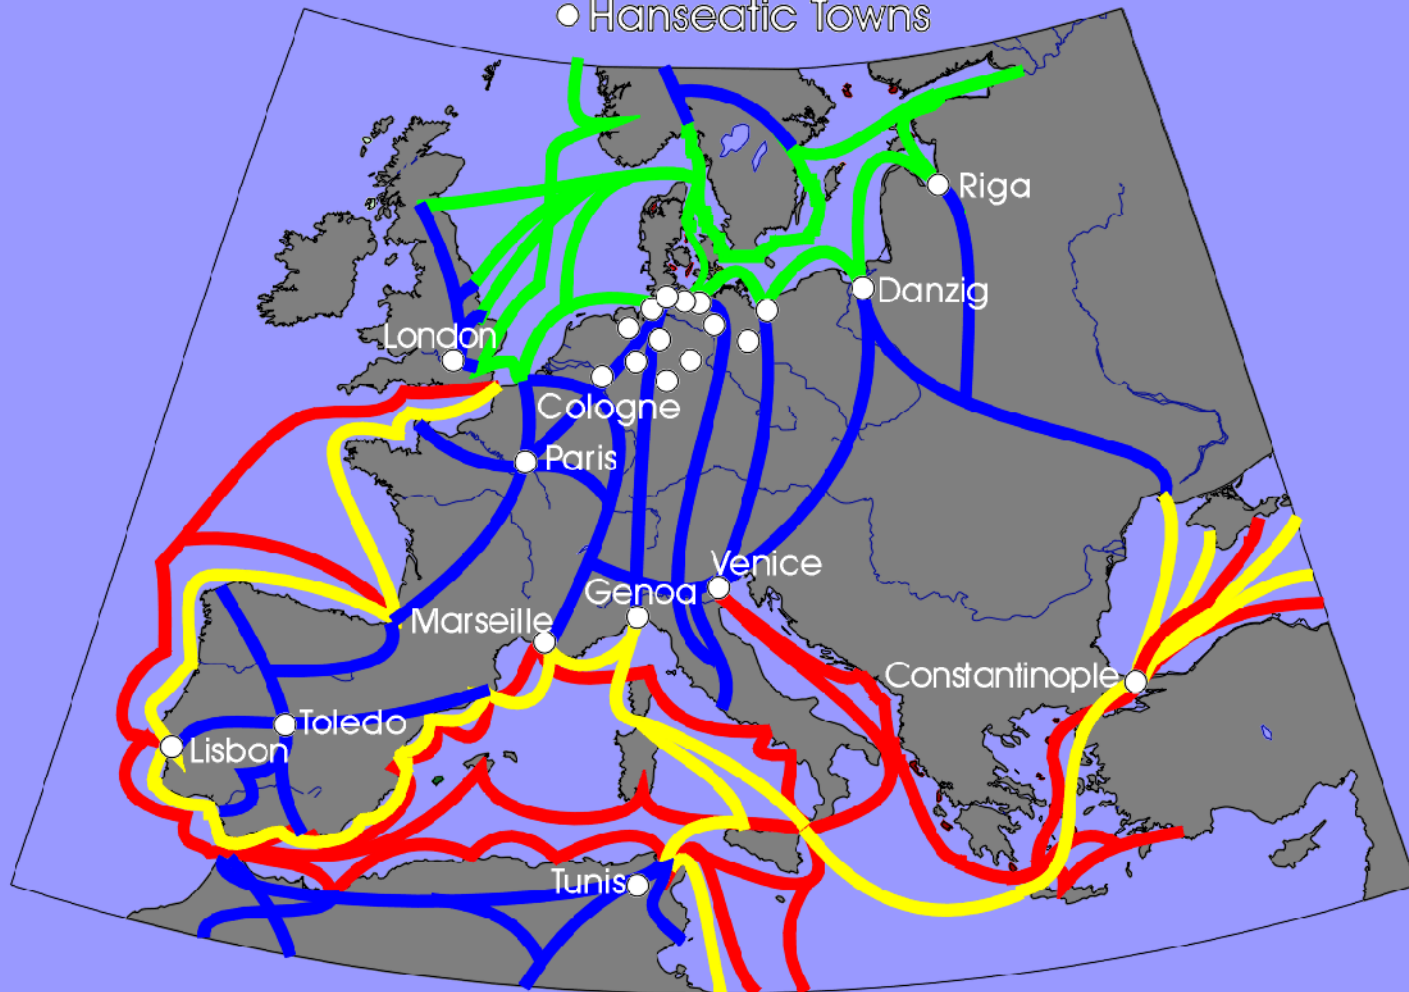 Hanseatic Towns
Riga
Danzig
London
Cologne
Paris
Venice
Genoa
Marseille
Constantinople
Toledo
Lisbon
Tunis